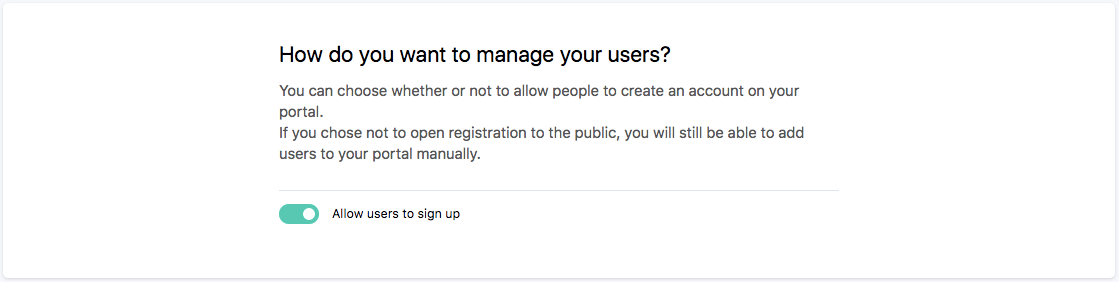 How do you want to manage your users?
You can choose whether or not to allow people to create an account on your
portal.
If you chose not to open registration to the public, you will still be able to add
users to your portal manually.
Allow users to sign up